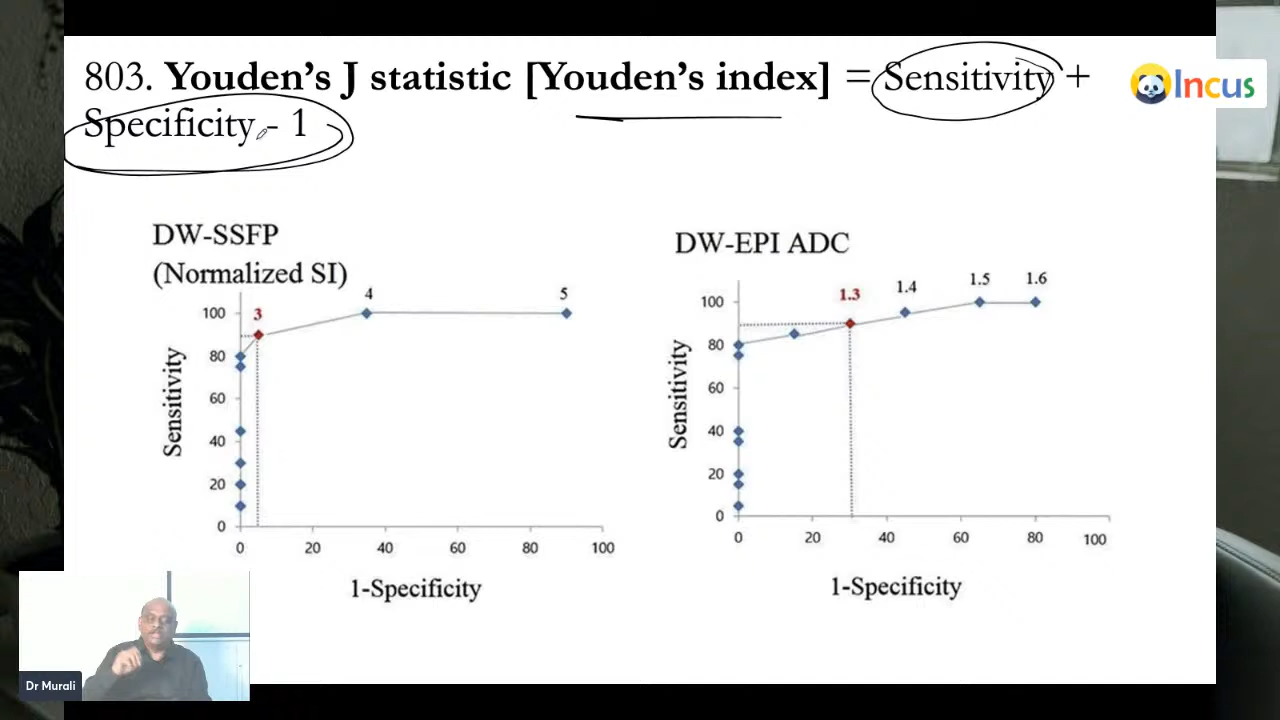 803. Youden's J statistic [Youden's index] = Sensitivity +
Specificity - 1
Incus
DW-SSFP
(Normalized SI)
3
4
5
100
80
60
40
20
0
Sensitivity
0 20 40 60 80 100
1-Specificity
DW-EPI ADC
1.3
1.4
1.5
1.6
100
80
60
40
20
0
Sensitivity
0 20 40 60 80 100
1-Specificity
Dr Murali